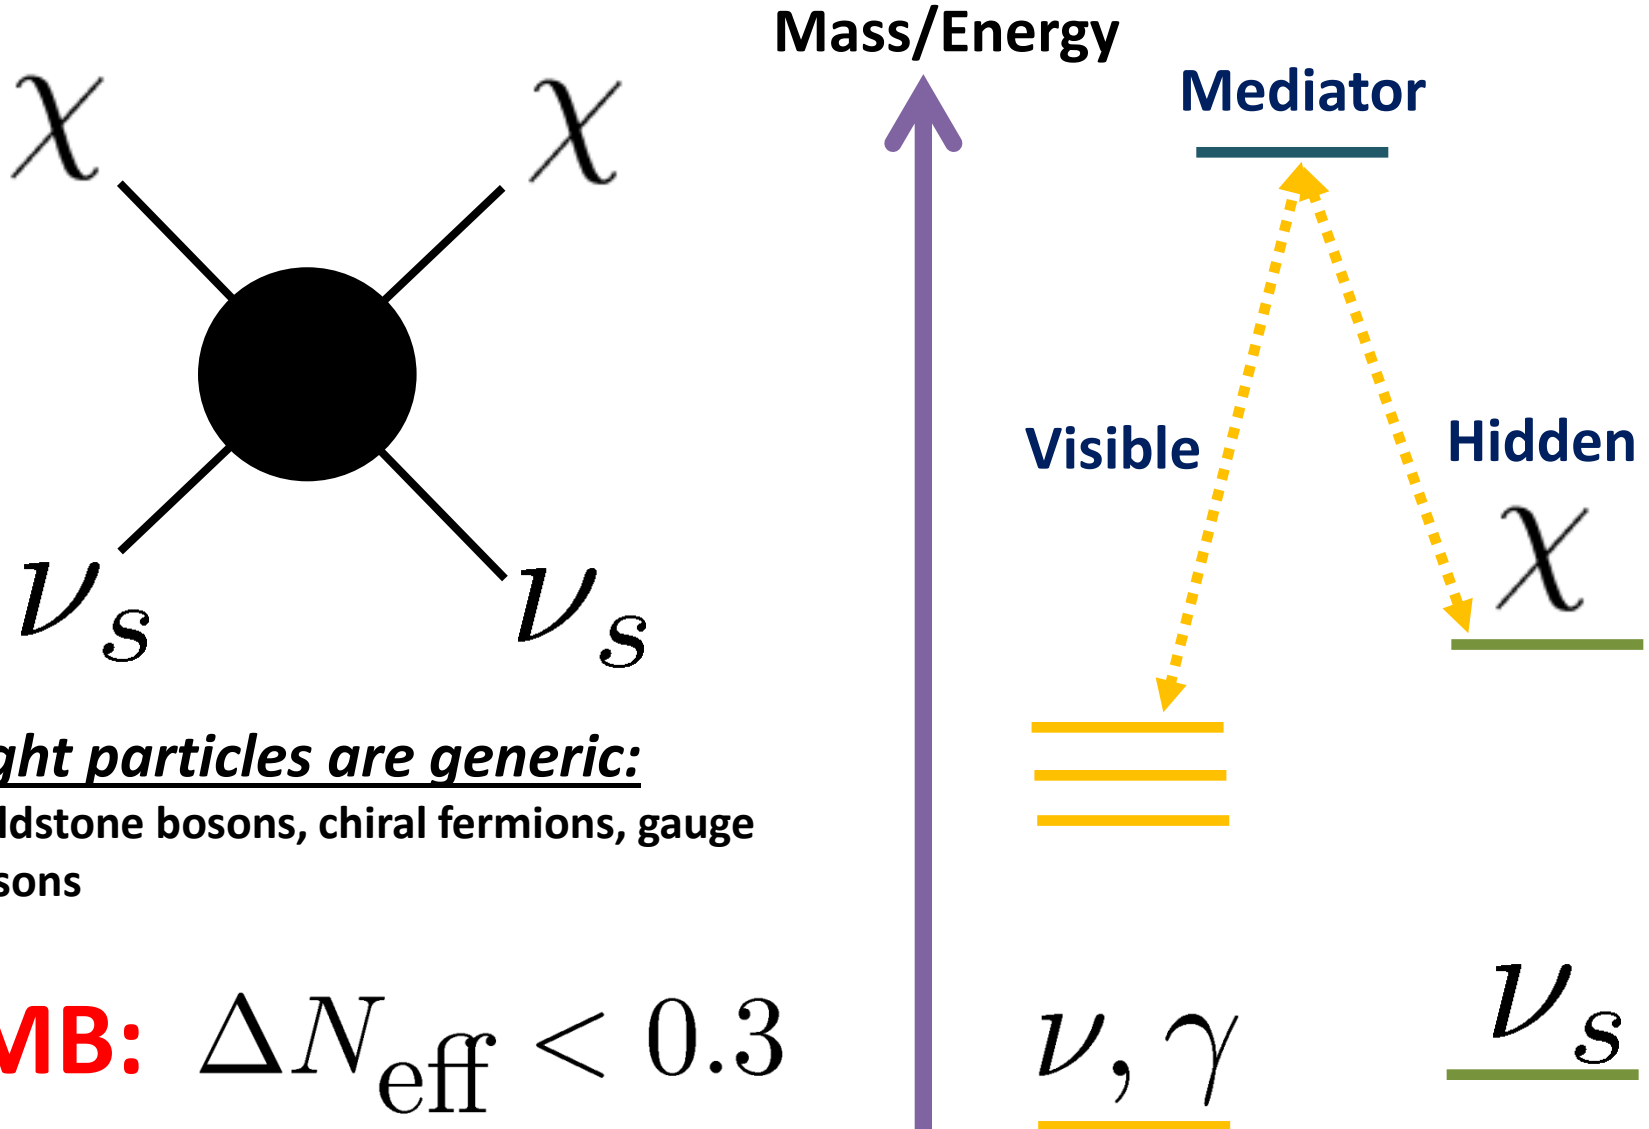 Mass/Energy
χ χ
Mediator
Visible
Hidden
χ
ν_s ν_s
ght particles are generic:
ldstone bosons, chiral fermions, gauge
sons
MB: ΔN_eff < 0.3
ν, γ
ν_s